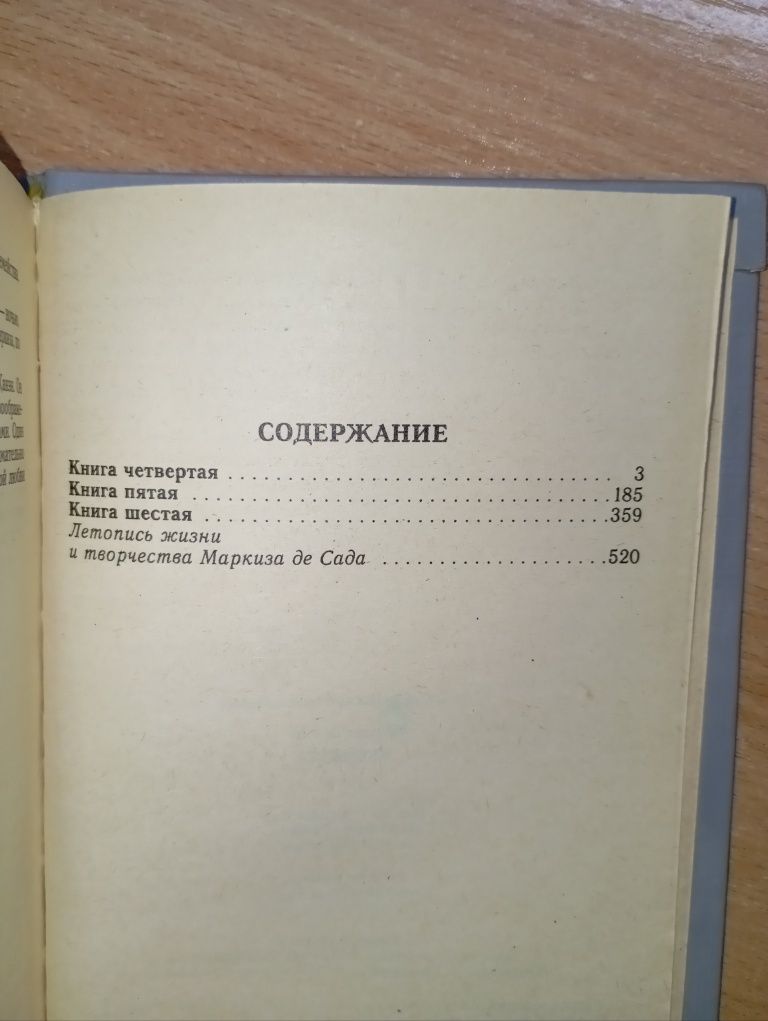 СОДЕРЖАНИЕ
Книга четвертая . . . . . . . . . . . . . . . . . . . . . . . . . . . . 3
Книга пятая . . . . . . . . . . . . . . . . . . . . . . . . . . . . . .185
Книга шестая . . . . . . . . . . . . . . . . . . . . . . . . . . . . .359
Летопись жизни
и творчества Маркиза де Сада . . . . . . . . . . . . . . . . .520